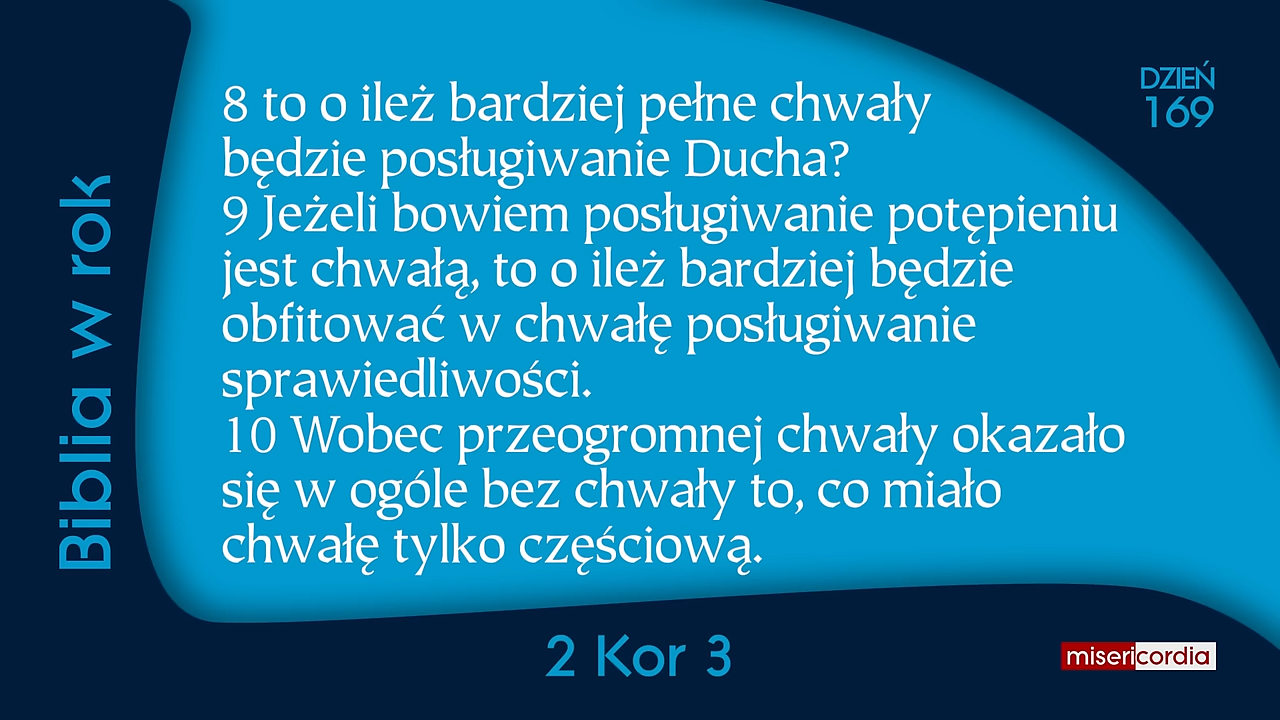 DZIEŃ
169
8 to o ileż bardziej pełne chwały
będzie posługiwanie Ducha?
9 Jeżeli bowiem posługiwanie potępieniu
jest chwałą, to o ileż bardziej będzie
obfitować w chwałę posługiwanie
sprawiedliwości.
10 Wobec przeogromnej chwały okazało
się w ogóle bez chwały to, co miało
chwałę tylko częściową.
Biblia w rok
2 Kor 3
misericordia